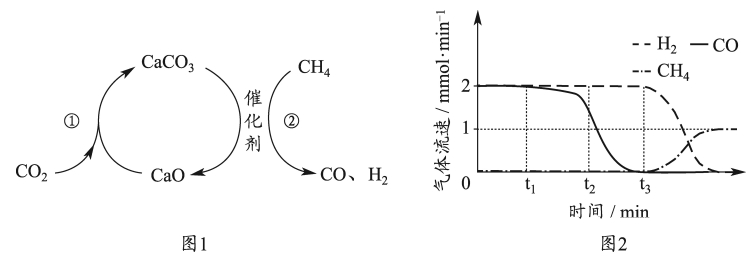 CaCO₃
CH₄
①
催化剂
②
CO₂
CaO
CO、H₂
图1
气体流速 / mmol·min⁻¹
H₂
CO
CH₄
2
1
0
t₁
t₂
t₃
时间 / min
图2